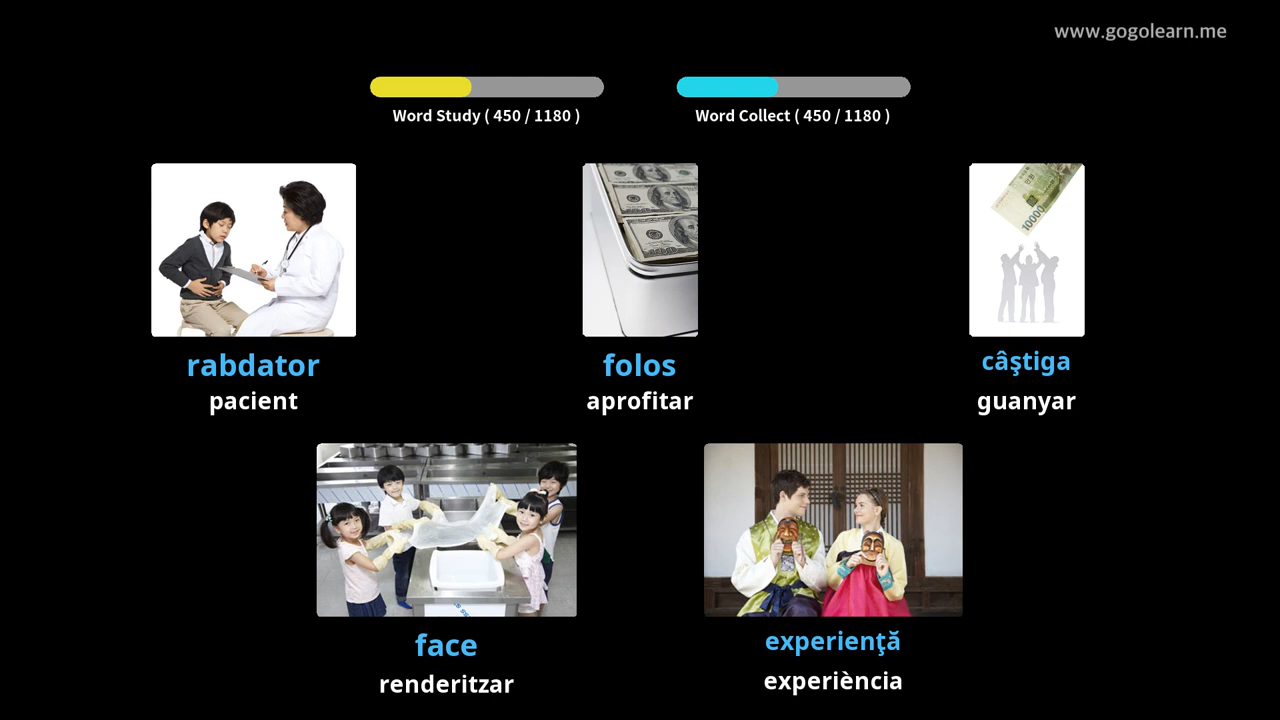 www.gogolearn.me
Word Study ( 450 / 1180 )
Word Collect ( 450 / 1180 )
10000
rabdator
folos
câştiga
pacient
aprofitar
guanyar
face
experienţă
renderitzar
experiència